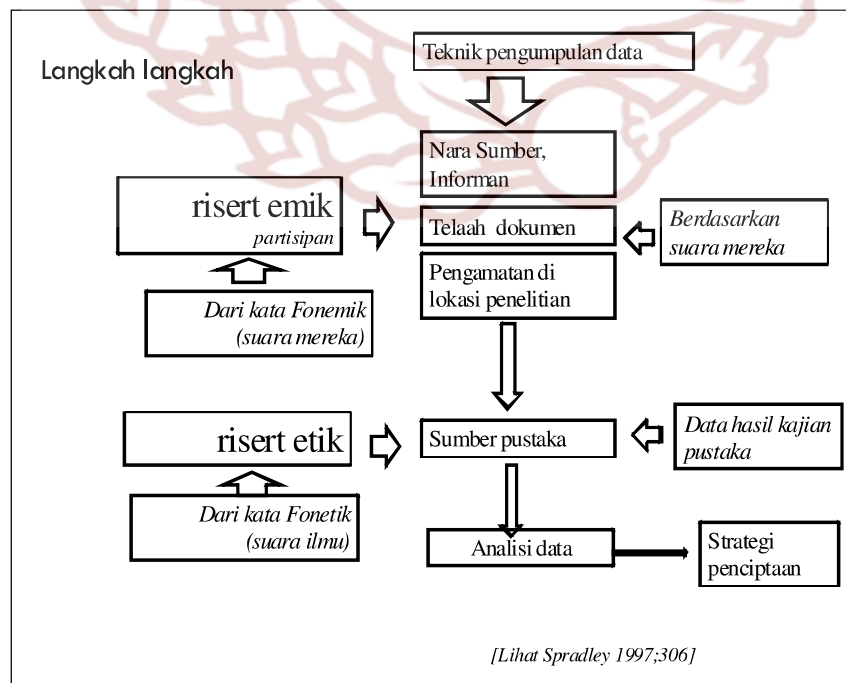 Langkah langkah
Teknik pengumpulan data
Nara Sumber,
Informan
risert emik
partisipan
Telaah dokumen
Berdasarkan
suara mereka
Pengamatan di
lokasi penelitian
Dari kata Fonemik
(suara mereka)
risert etik
Sumber pustaka
Data hasil kajian
pustaka
Dari kata Fonetik
(suara ilmu)
Analisi data
Strategi
penciptaan
[Lihat Spradley 1997;306]